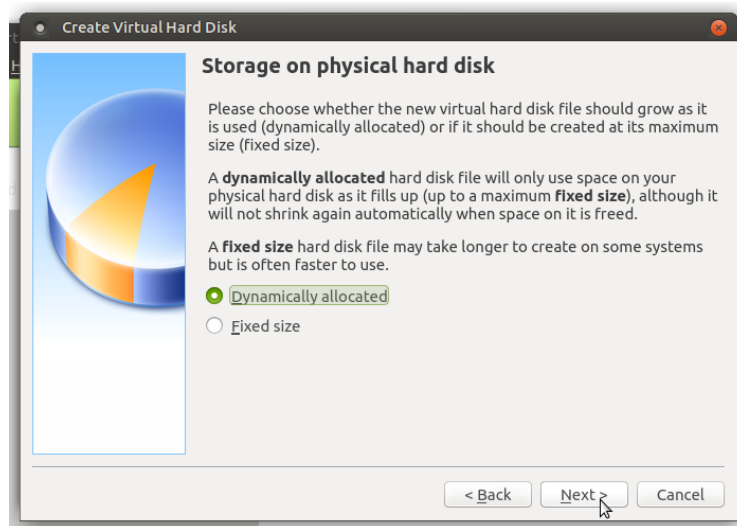 Create Virtual Hard Disk
Storage on physical hard disk
Please choose whether the new virtual hard disk file should grow as it
is used (dynamically allocated) or if it should be created at its maximum
size (fixed size).
A dynamically allocated hard disk file will only use space on your
physical hard disk as it fills up (up to a maximum fixed size), although it
will not shrink again automatically when space on it is freed.
A fixed size hard disk file may take longer to create on some systems
but is often faster to use.
Dynamically allocated
Fixed size
< Back Next > Cancel